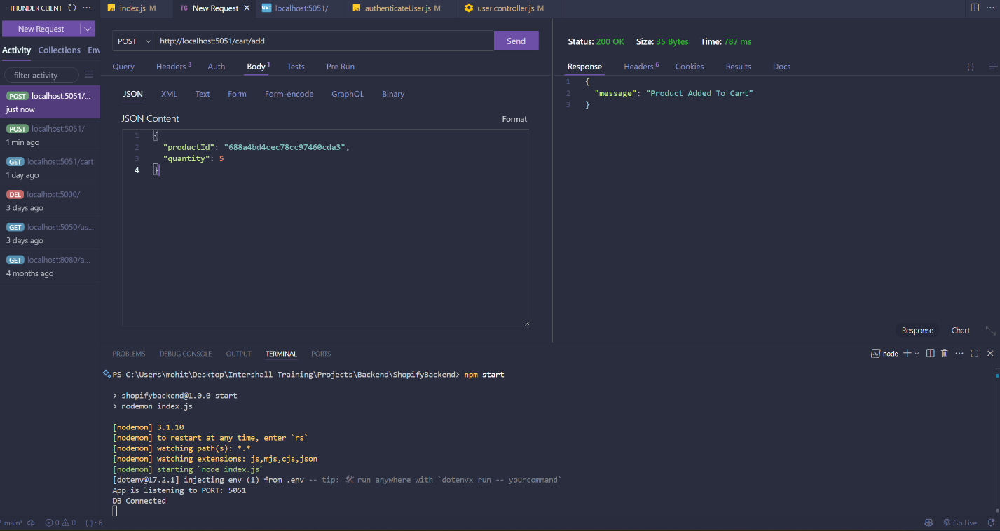 THUNDER CLIENT
New Request
Activity Collections Env
filter activity
POST localhost:5051/...
just now
POST localhost:5051/
1 min ago
GET localhost:5051/cart
1 day ago
DEL localhost:5000/
3 days ago
GET localhost:5050/us...
3 days ago
GET localhost:8080/a...
4 months ago
JS index.js M
TC New Request
GET localhost:5051/
JS authenticateUser.js M
user.controller.js M
POST http://localhost:5051/cart/add Send
Query Headers 3 Auth Body 1 Tests Pre Run
JSON XML Text Form Form-encode GraphQL Binary
JSON Content Format
1 {
2 "productId": "688a4bd4cec78cc97460cda3",
3 "quantity": 5
4 }
Status: 200 OK Size: 35 Bytes Time: 787 ms
Response Headers 6 Cookies Results Docs { }
1 {
2 "message": "Product Added To Cart"
3 }
Response Chart
PROBLEMS DEBUG CONSOLE OUTPUT TERMINAL PORTS
node
PS C:\Users\mohit\Desktop\Intershall Training\Projects\Backend\ShopifyBackend> npm start
> shopifybackend@1.0.0 start
> nodemon index.js
[nodemon] 3.1.10
[nodemon] to restart at any time, enter `rs`
[nodemon] watching path(s): *.*
[nodemon] watching extensions: js,mjs,cjs,json
[nodemon] starting `node index.js`
[dotenv@17.2.1] injecting env (1) from .env -- tip: 🛠 run anywhere with `dotenvx run -- yourcommand`
App is listening to PORT: 5051
DB Connected
main* 0 0 {..} : 6
Go Live